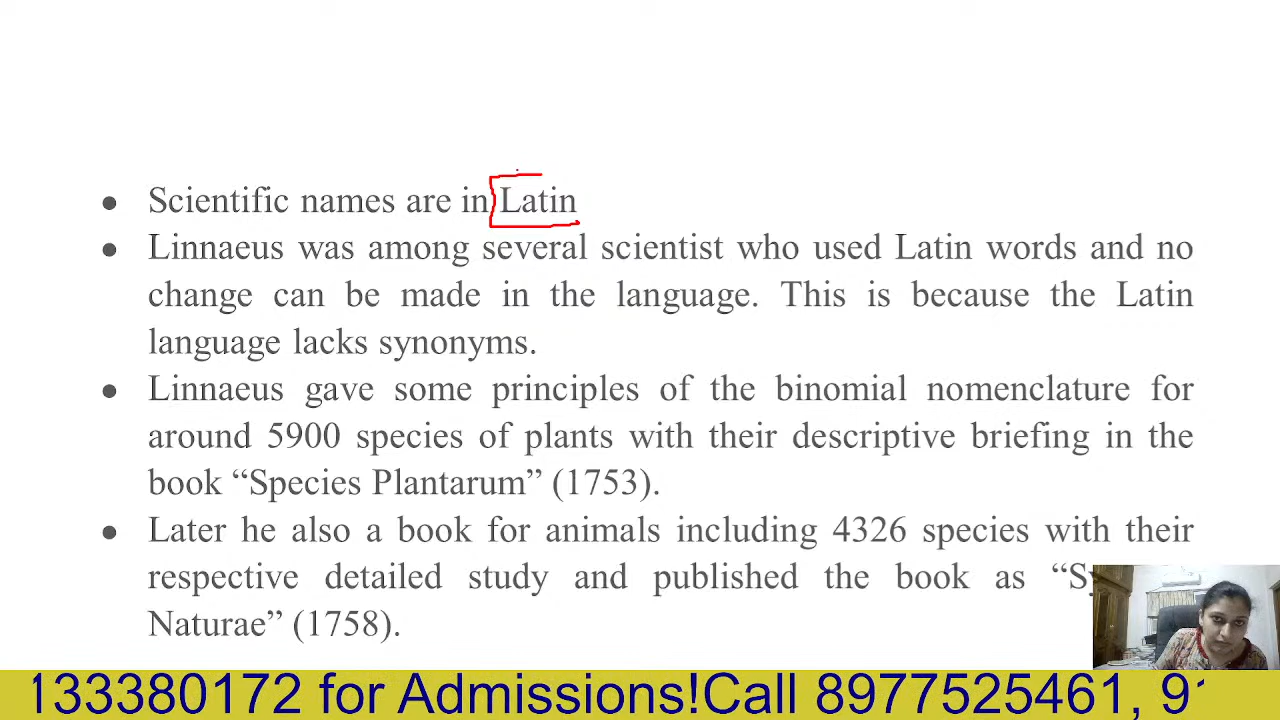 ● Scientific names are in Latin
● Linnaeus was among several scientist who used Latin words and no
change can be made in the language. This is because the Latin
language lacks synonyms.
● Linnaeus gave some principles of the binomial nomenclature for
around 5900 species of plants with their descriptive briefing in the
book “Species Plantarum” (1753).
● Later he also a book for animals including 4326 species with their
respective detailed study and published the book as
Naturae” (1758).
133380172 for Admissions!Call 8977525461, 91